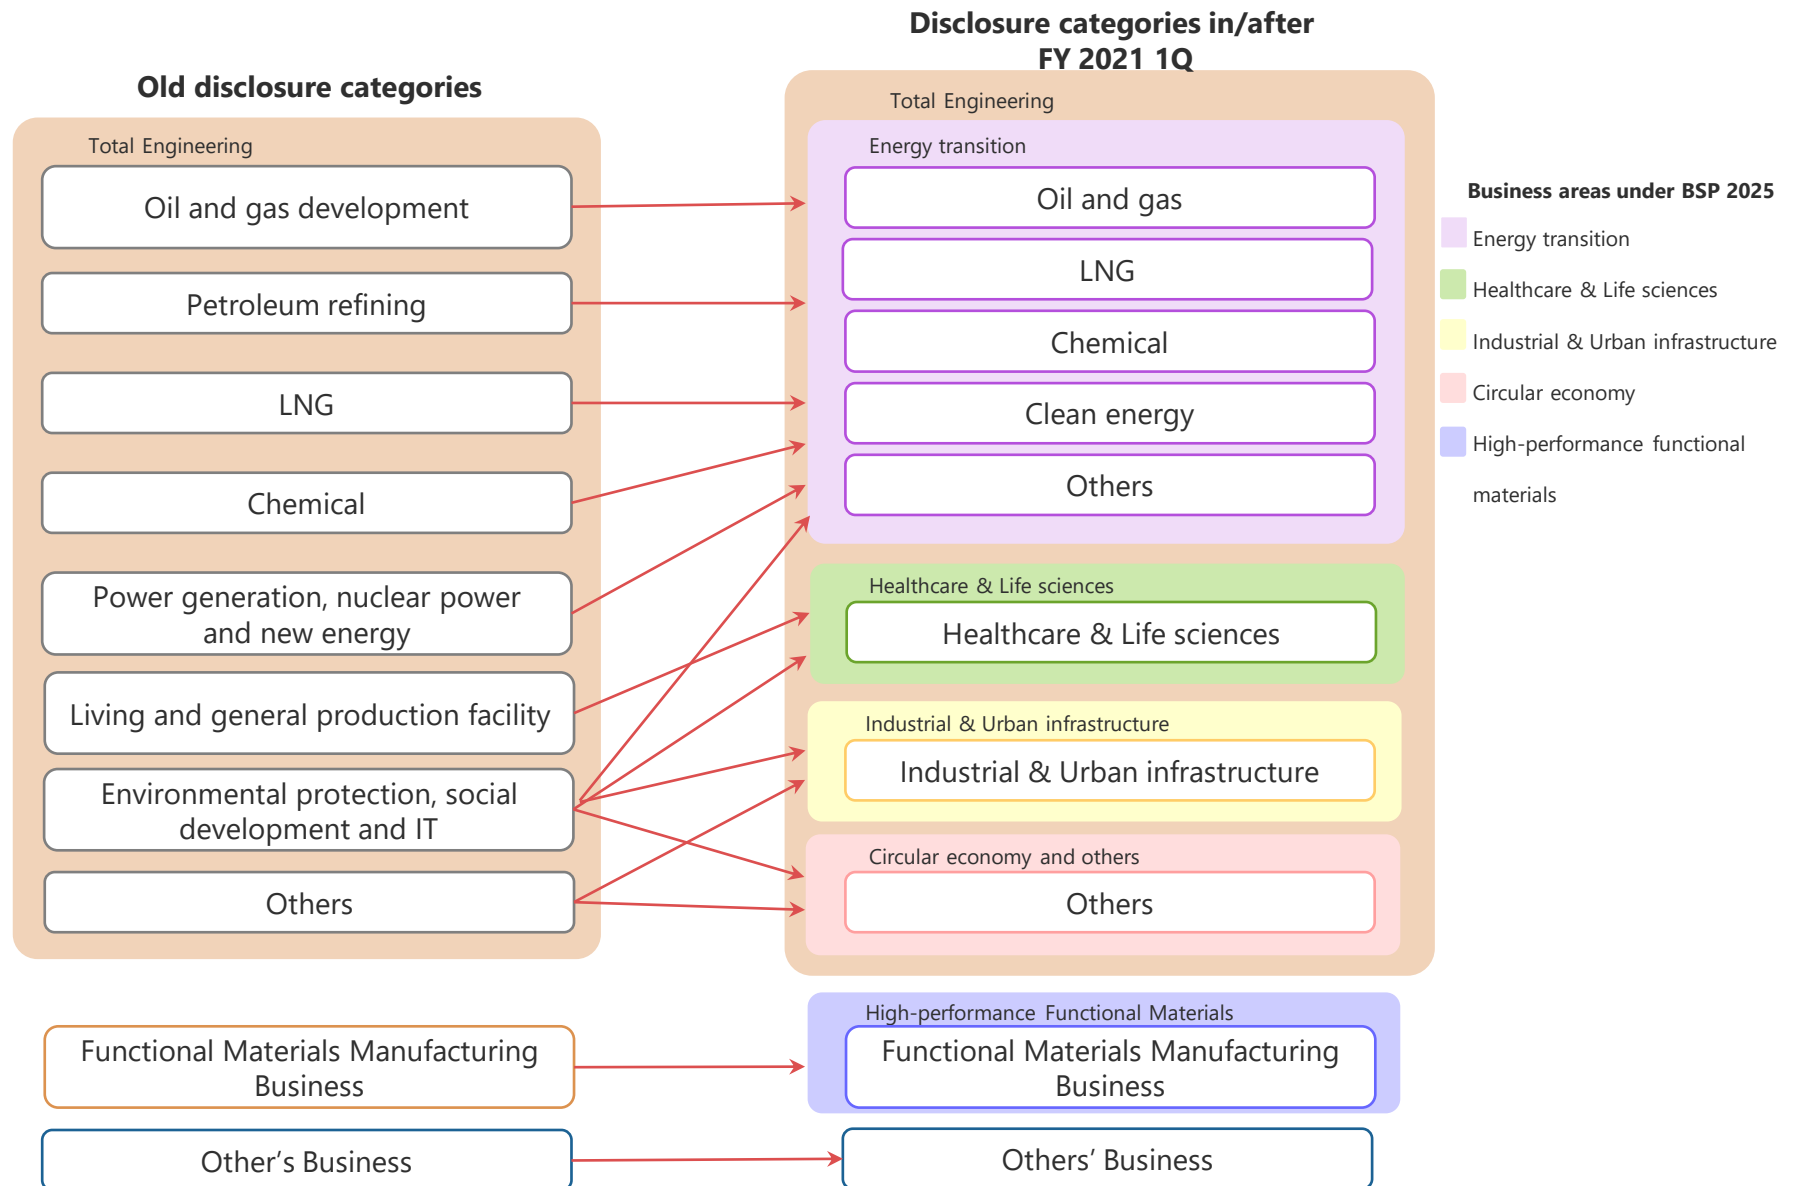 Old disclosure categories
Total Engineering
Oil and gas development
Petroleum refining
LNG
Chemical
Power generation, nuclear power
and new energy
Living and general production facility
Environmental protection, social
development and IT
Others
Functional Materials Manufacturing
Business
Other’s Business
Disclosure categories in/after
FY 2021 1Q
Total Engineering
Energy transition
Oil and gas
LNG
Chemical
Clean energy
Others
Healthcare & Life sciences
Healthcare & Life sciences
Industrial & Urban infrastructure
Industrial & Urban infrastructure
Circular economy and others
Others
High-performance Functional Materials
Functional Materials Manufacturing
Business
Others’ Business
Business areas under BSP 2025
Energy transition
Healthcare & Life sciences
Industrial & Urban infrastructure
Circular economy
High-performance functional
materials